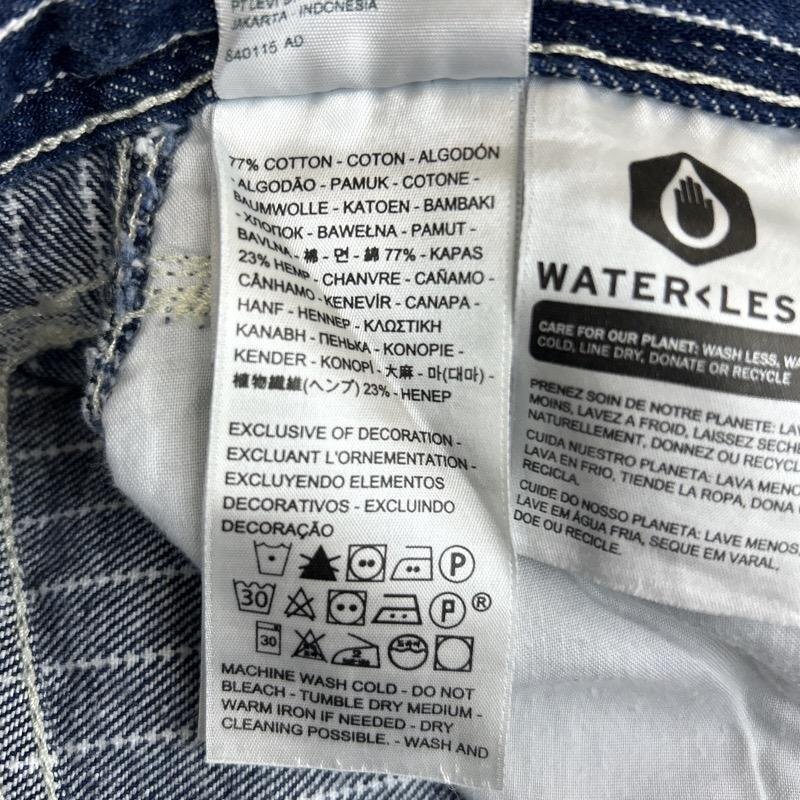 PT LEVI S
JAKARTA INDONESIA
840115 AD
77% COTTON - COTON - ALGODÓN
- ALGODÃO - PAMUK - COTONE -
BAUMWOLLE - KATOEN - BAMBAKI
- ХЛОПОК - BAWEŁNA - PAMUT -
BAVLNA - 棉 - 면 - 綿 77% - KAPAS
23% HEMP - CHANVRE - CAÑAMO -
CÂNHAMO - KENEVİR - CANAPA -
HANF - HENNEP - ΚΛΩΣΤΙΚΗ
ΚΑΝΑΒΗ - ПЕНЬКА - KONOPIE -
KENDER - KONOPI - 大麻 - 마(대마) -
植物繊維(ヘンプ) 23% - HENEP
EXCLUSIVE OF DECORATION -
EXCLUANT L'ORNEMENTATION -
EXCLUYENDO ELEMENTOS
DECORATIVOS - EXCLUINDO
DECORAÇÃO
P
30 P ®
30 2
MACHINE WASH COLD - DO NOT
BLEACH - TUMBLE DRY MEDIUM -
WARM IRON IF NEEDED - DRY
CLEANING POSSIBLE. - WASH AND
WATER<LES
CARE FOR OUR PLANET: WASH LESS, WA
COLD, LINE DRY, DONATE OR RECYCLE
PRENEZ SOIN DE NOTRE PLANETE: LAV
MOINS, LAVEZ A FROID, LAISSEZ SECHE
NATURELLEMENT, DONNEZ OU RECYCL
CUIDA NUESTRO PLANETA: LAVA MENO
LAVA EN FRIO, TIENDE LA ROPA, DONA
RECICLA.
CUIDE DO NOSSO PLANETA: LAVE MENOS
LAVE EM ÁGUA FRIA, SEQUE EM VARAL,
DOE OU RECICLE.